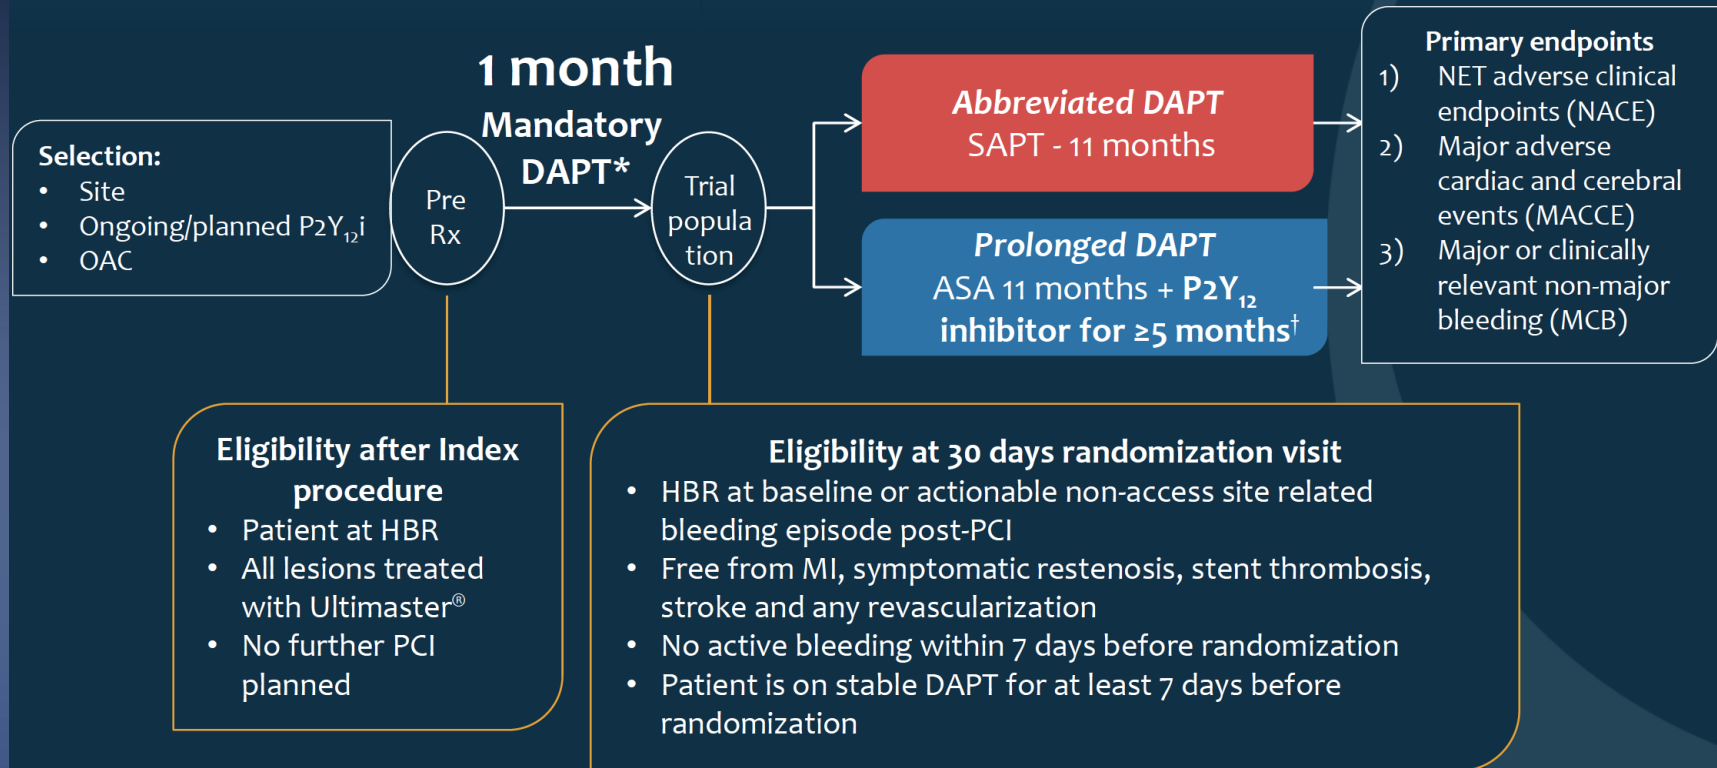 1 month
Mandatory
DAPT*
Selection:
• Site
• Ongoing/planned P2Y₁₂i
• OAC
Pre
Rx
Trial
popula
tion
Abbreviated DAPT
SAPT - 11 months
Prolonged DAPT
ASA 11 months + P2Y₁₂
inhibitor for ≥5 months†
Primary endpoints
1) NET adverse clinical
endpoints (NACE)
2) Major adverse
cardiac and cerebral
events (MACCE)
3) Major or clinically
relevant non-major
bleeding (MCB)
Eligibility after Index
procedure
• Patient at HBR
• All lesions treated
with Ultimaster®
• No further PCI
planned
Eligibility at 30 days randomization visit
• HBR at baseline or actionable non-access site related
bleeding episode post-PCI
• Free from MI, symptomatic restenosis, stent thrombosis,
stroke and any revascularization
• No active bleeding within 7 days before randomization
• Patient is on stable DAPT for at least 7 days before
randomization